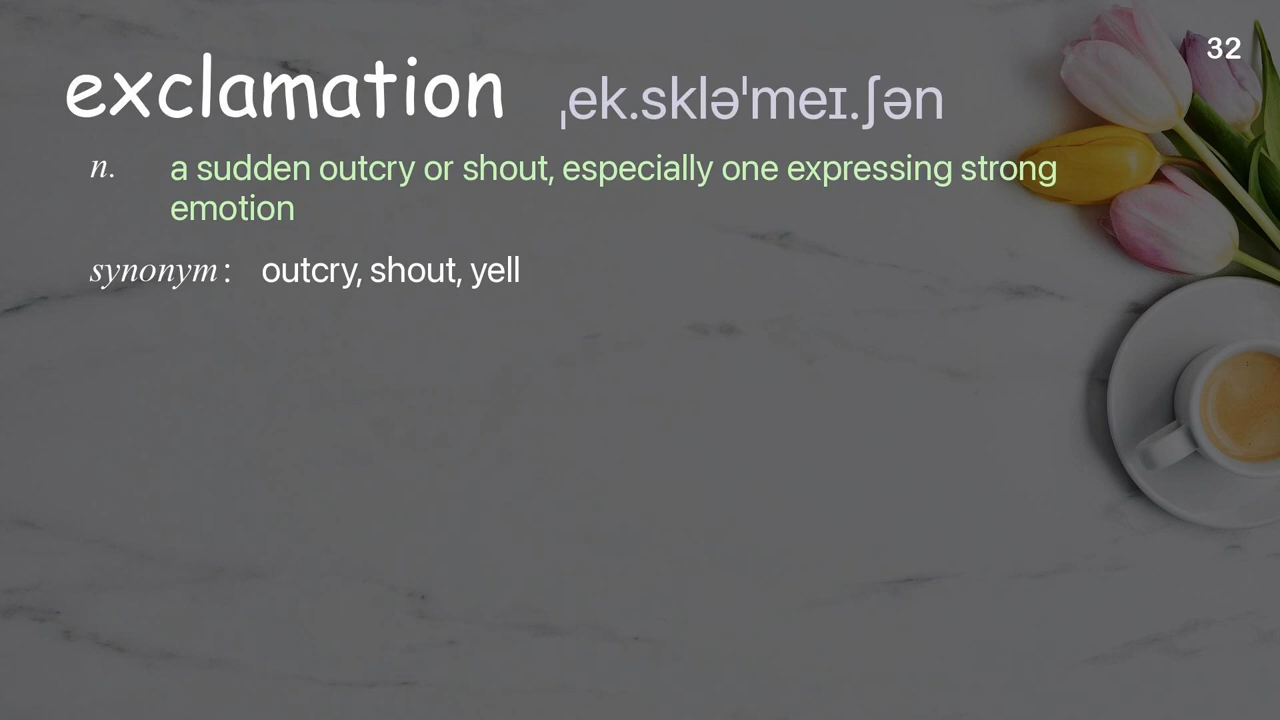 32
exclamation ˌek.skləˈmeɪ.ʃən
n. a sudden outcry or shout, especially one expressing strong
emotion
synonym: outcry, shout, yell